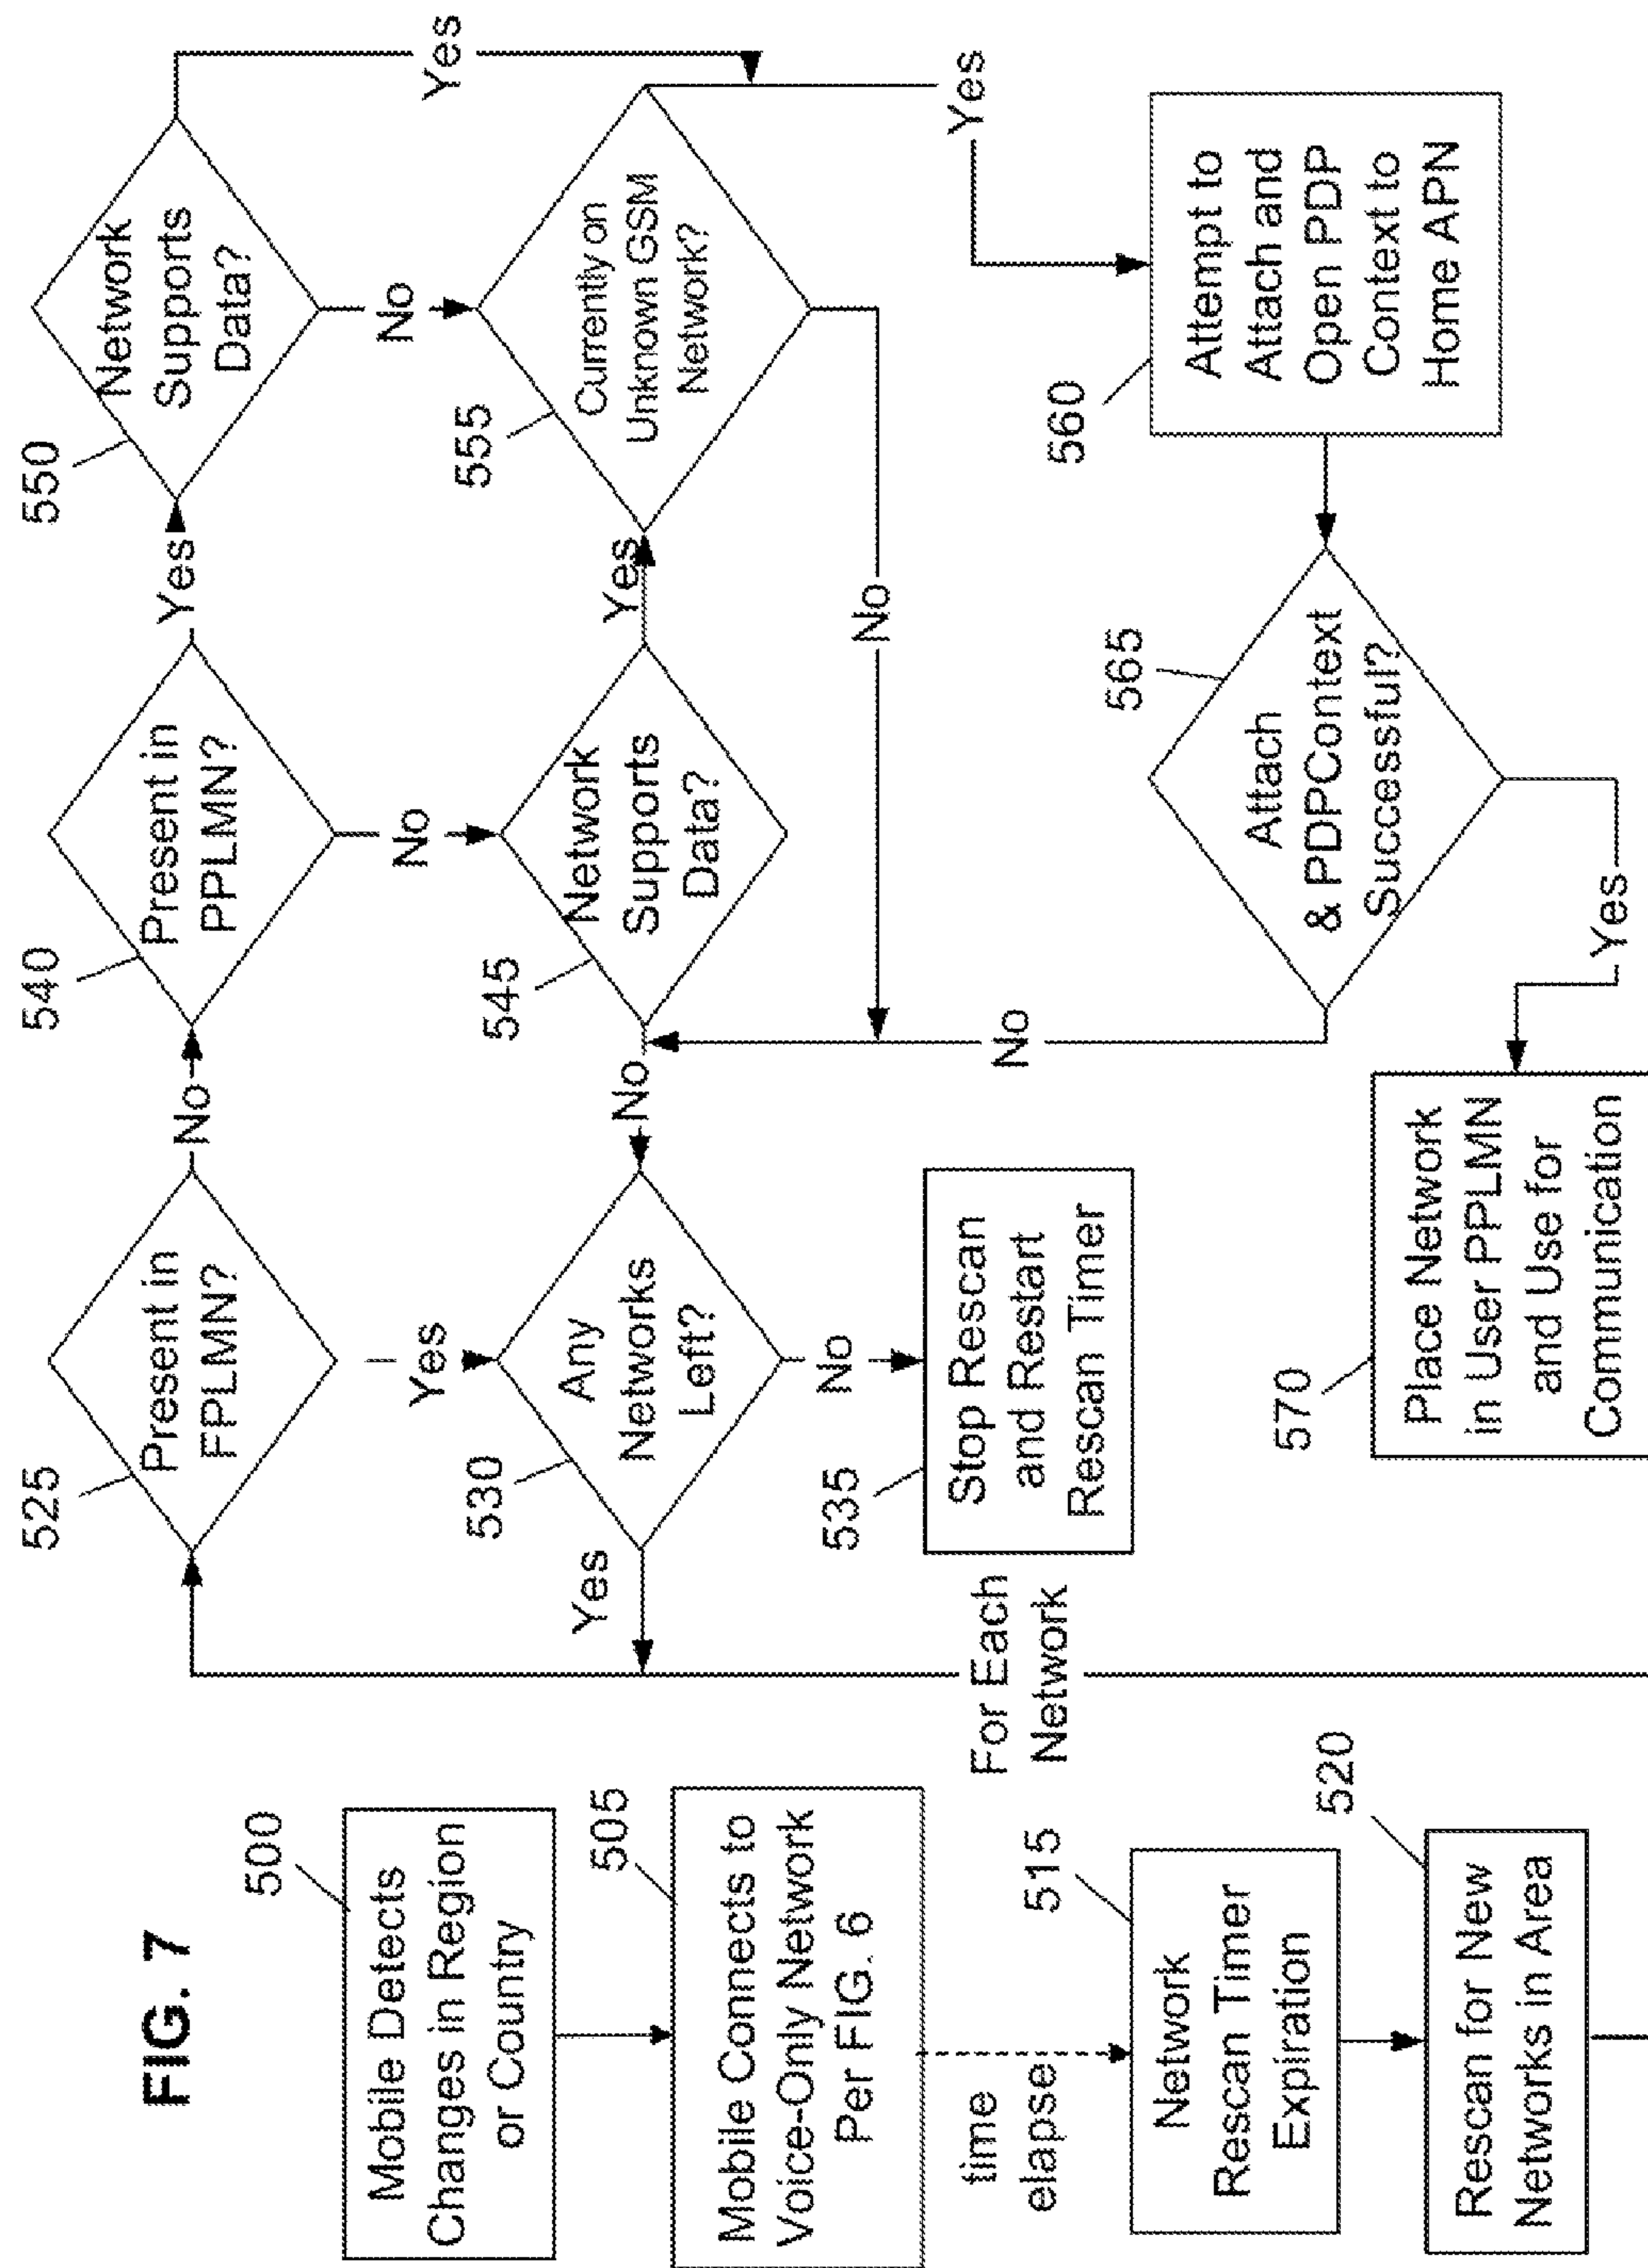 FIG. 7
500
Mobile Detects
Changes in Region
or Country
505
Mobile Connects to
Voice-Only Network
Per FIG. 6
time
elapse
515
Network
Rescan Timer
Expiration
520
Rescan for New
Networks in Area
For Each
Network
525
Present in
FPLMN?
No
Yes
530
Any
Networks
Left?
Yes
No
535
Stop Rescan
and Restart
Rescan Timer
540
Present in
PPLMN?
Yes
No
545
Network
Supports
Data?
No
Yes
550
Network
Supports
Data?
Yes
No
555
Currently on
Unknown GSM
Network?
No
Yes
560
Attempt to
Attach and
Open PDP
Context to
Home APN
565
Attach
& PDPContext
Successful?
No
Yes
570
Place Network
in User PPLMN
and Use for
Communication